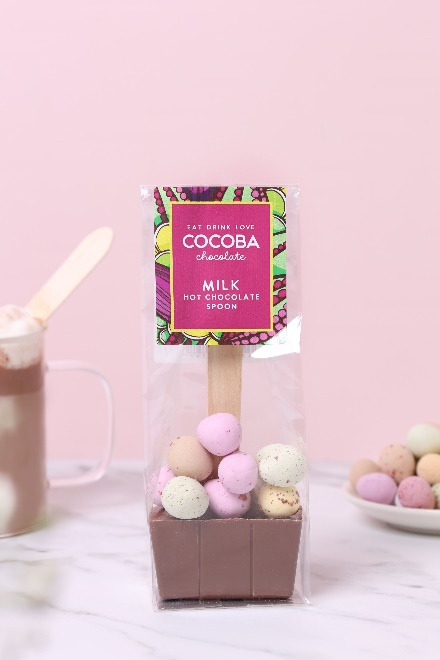 EAT DRINK LOVE
COCOBA
chocolate
MILK
HOT CHOCOLATE
SPOON